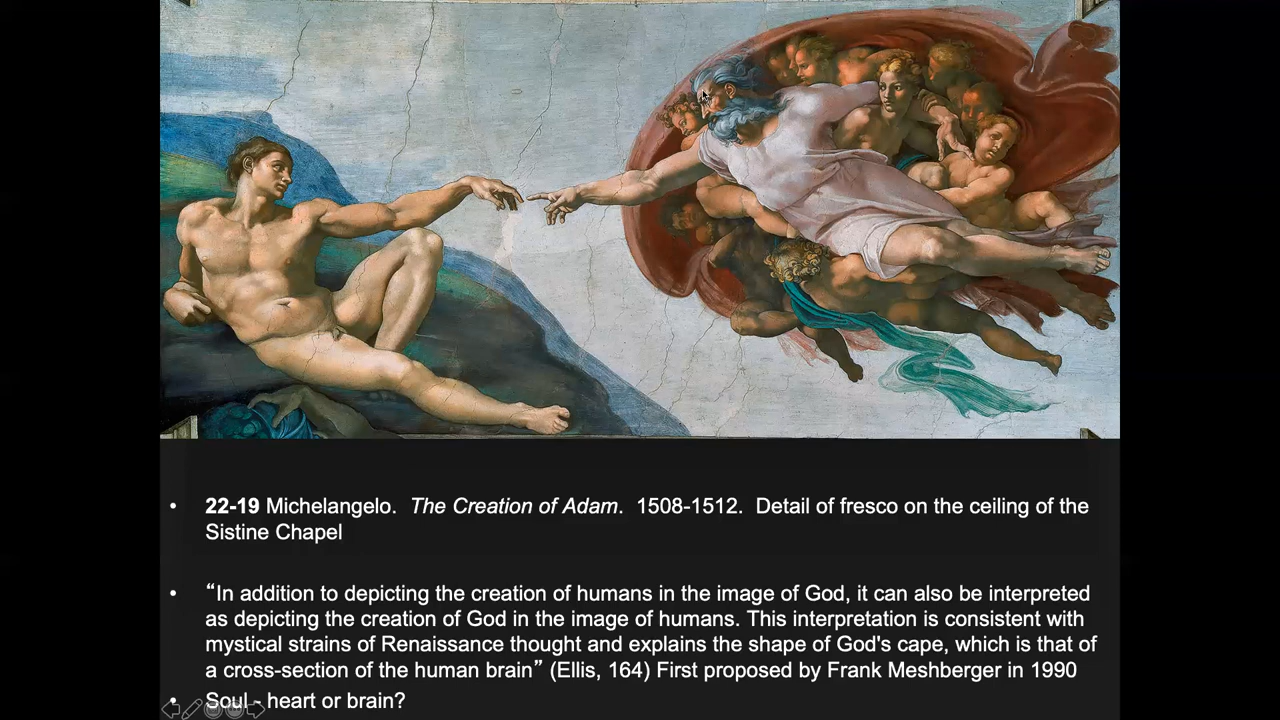 • 22-19 Michelangelo. The Creation of Adam. 1508-1512. Detail of fresco on the ceiling of the
Sistine Chapel
• “In addition to depicting the creation of humans in the image of God, it can also be interpreted
as depicting the creation of God in the image of humans. This interpretation is consistent with
mystical strains of Renaissance thought and explains the shape of God's cape, which is that of
a cross-section of the human brain” (Ellis, 164) First proposed by Frank Meshberger in 1990
• Soul - heart or brain?